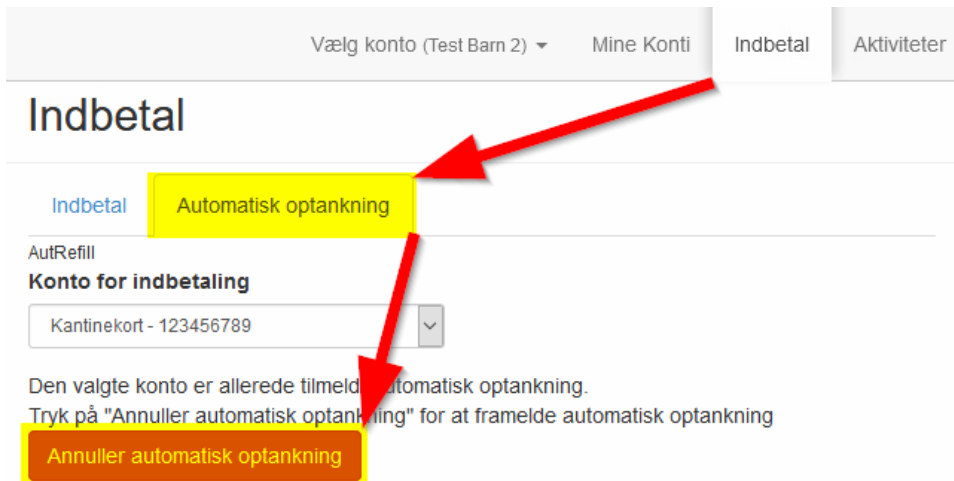 Vælg konto (Test Barn 2) Mine Konti Indbetal Aktiviteter
Indbetal
Indbetal Automatisk optankning
AutRefill
Konto for indbetaling
Kantinekort - 123456789
Den valgte konto er allerede tilmeldt automatisk optankning.
Tryk på "Annuller automatisk optankning" for at framelde automatisk optankning
Annuller automatisk optankning